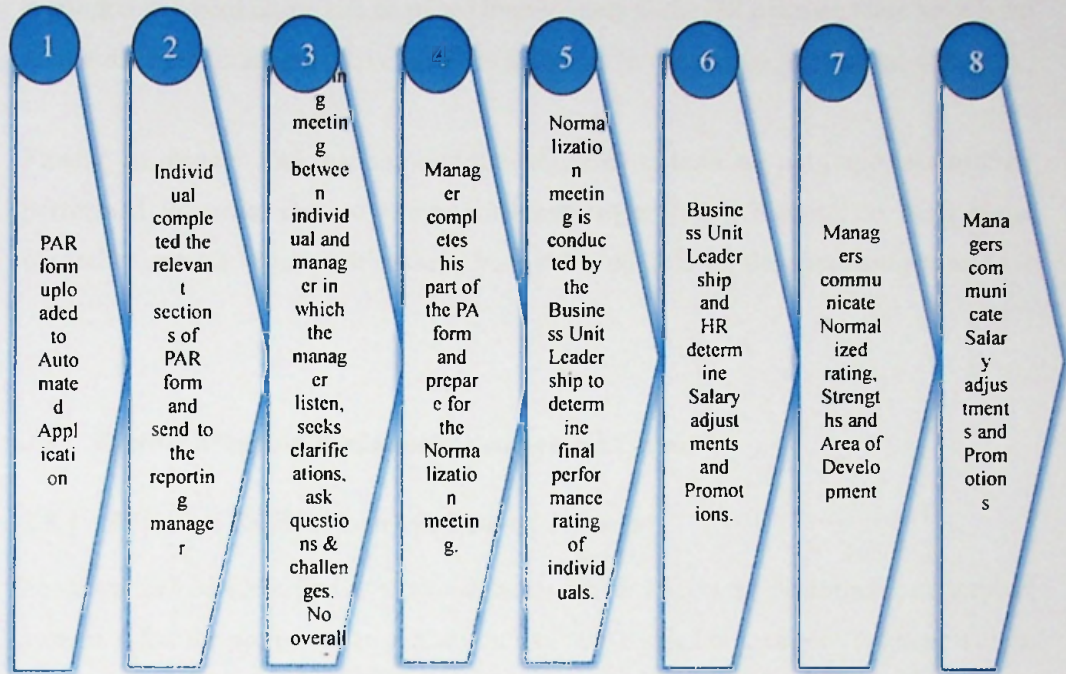 1
PAR
form
uplo
aded
to
Auto
mate
d
Appl
icati
on
2
Individ
ual
comple
ted the
relevan
t
section
s of
PAR
form
and
send to
the
reportin
g
manage
r
3
g
meetin
g
betwee
n
individ
ual and
manag
er in
which
the
manag
er
listen,
seeks
clarific
ations,
ask
questio
ns &
challen
ges.
No
overall
4
Manag
er
compl
etes
his
part of
the PA
form
and
prepar
e for
the
Norma
lizatio
n
meetin
g.
5
Norma
lizatio
n
meetin
g is
conduc
ted by
the
Busine
ss Unit
Leader
ship to
determ
ine
final
perfor
mance
rating
of
individ
uals.
6
Busine
ss Unit
Leader
ship
and
HR
determ
ine
Salary
adjust
ments
and
Promot
ions.
7
Manag
ers
commu
nicate
Normal
ized
rating,
Strengt
hs and
Area of
Develo
pment
8
Mana
gers
com
muni
cate
Salar
y
adjus
tment
s and
Prom
otion
s